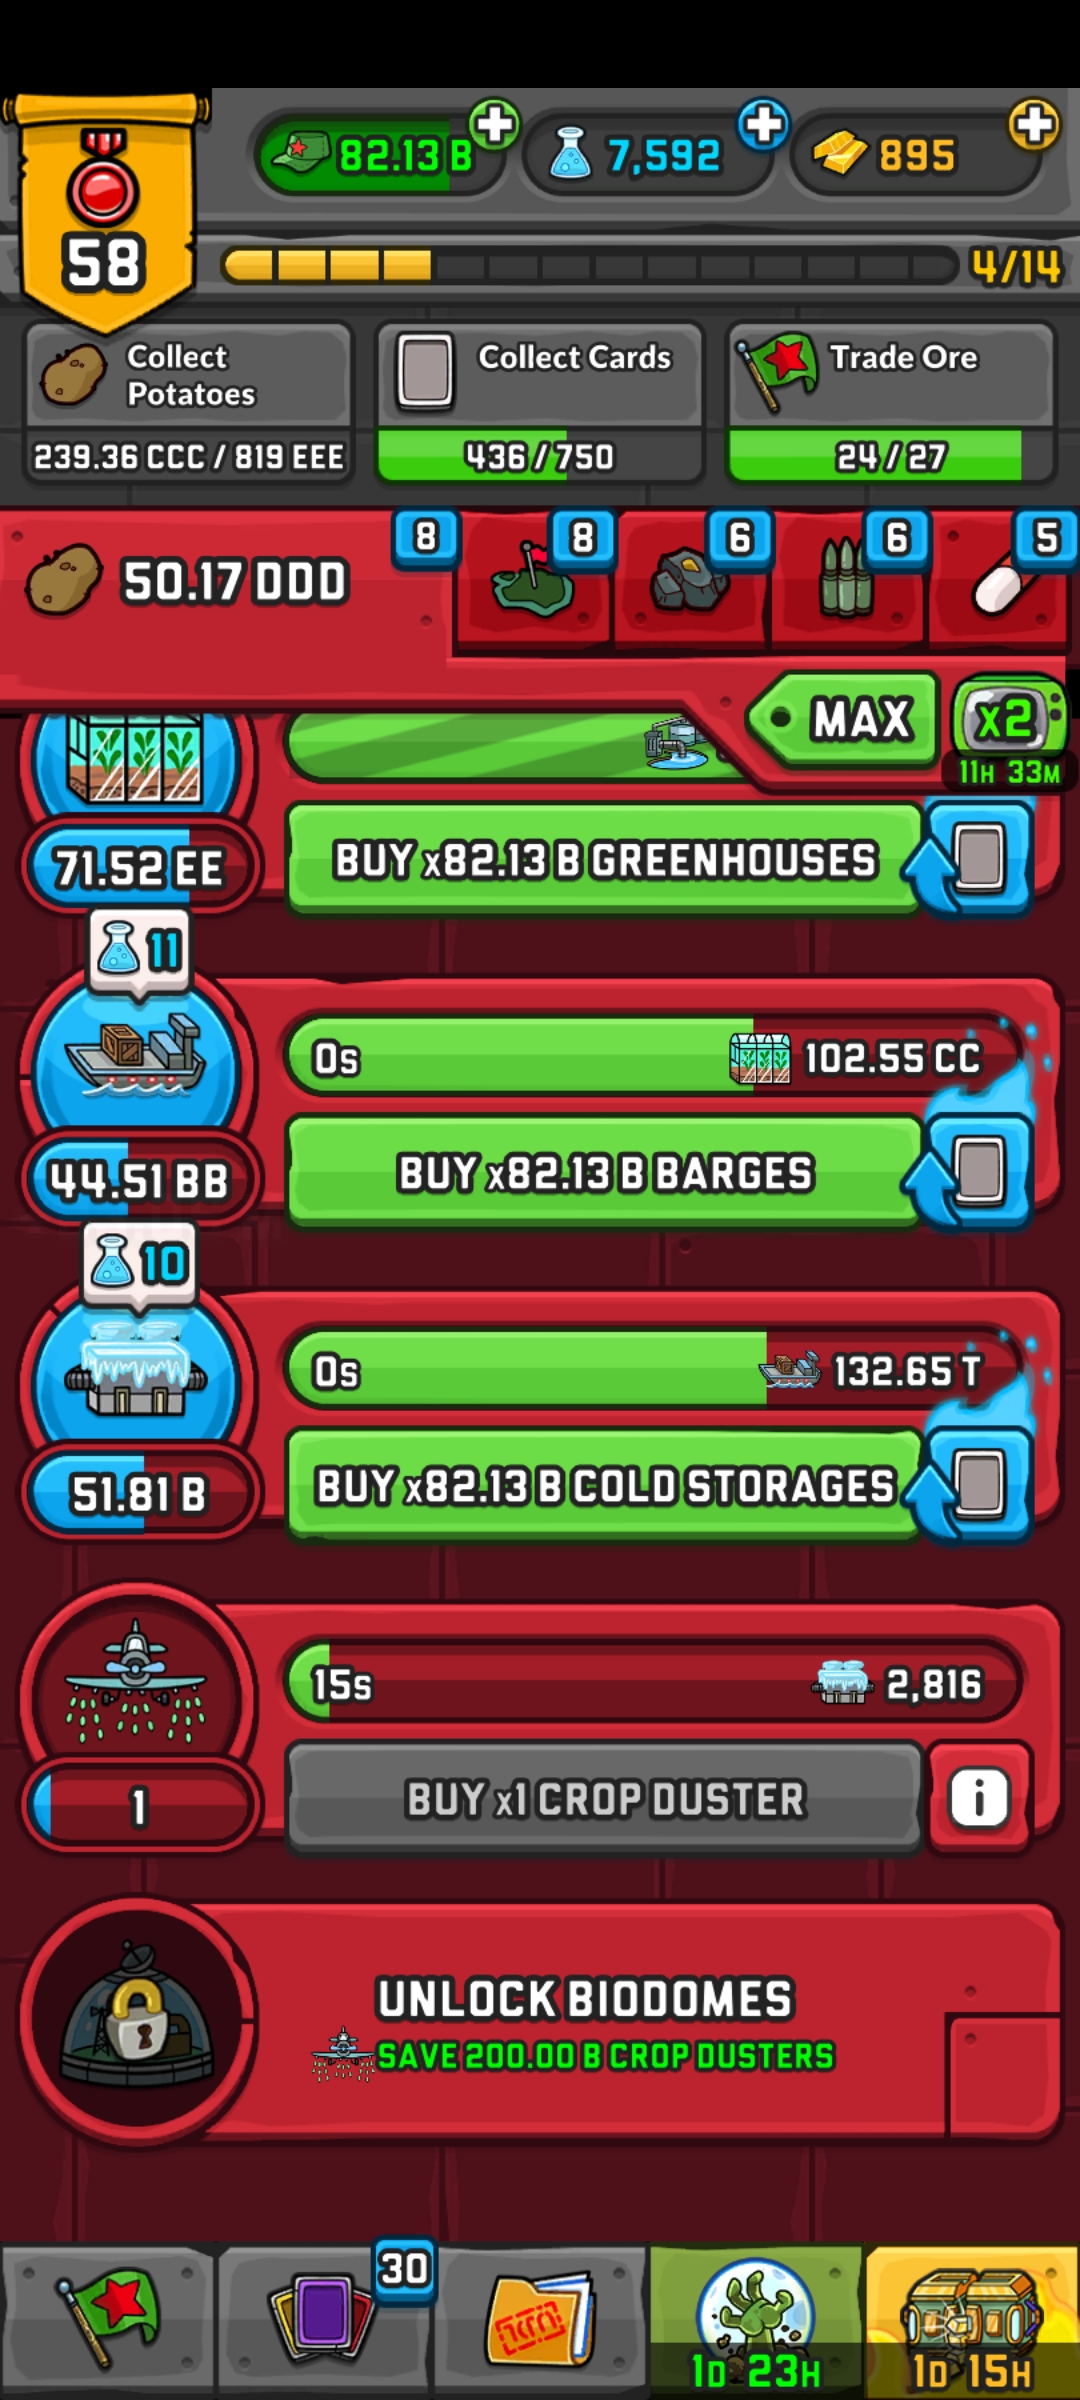 58
82.13 B
7,592
895
4/14
Collect
Potatoes
239.36 CCC / 819 EEE
Collect Cards
436 / 750
Trade Ore
24 / 27
50.17 DDD
8
8
6
6
5
MAX
x2
11H 33M
71.52 EE
BUY x82.13 B GREENHOUSES
11
0s
102.55 CC
44.51 BB
BUY x82.13 B BARGES
10
0s
132.65 T
51.81 B
BUY x82.13 B COLD STORAGES
15s
2,816
1
BUY x1 CROP DUSTER
i
UNLOCK BIODOMES
SAVE 200.00 B CROP DUSTERS
30
1D 23H
1D 15H